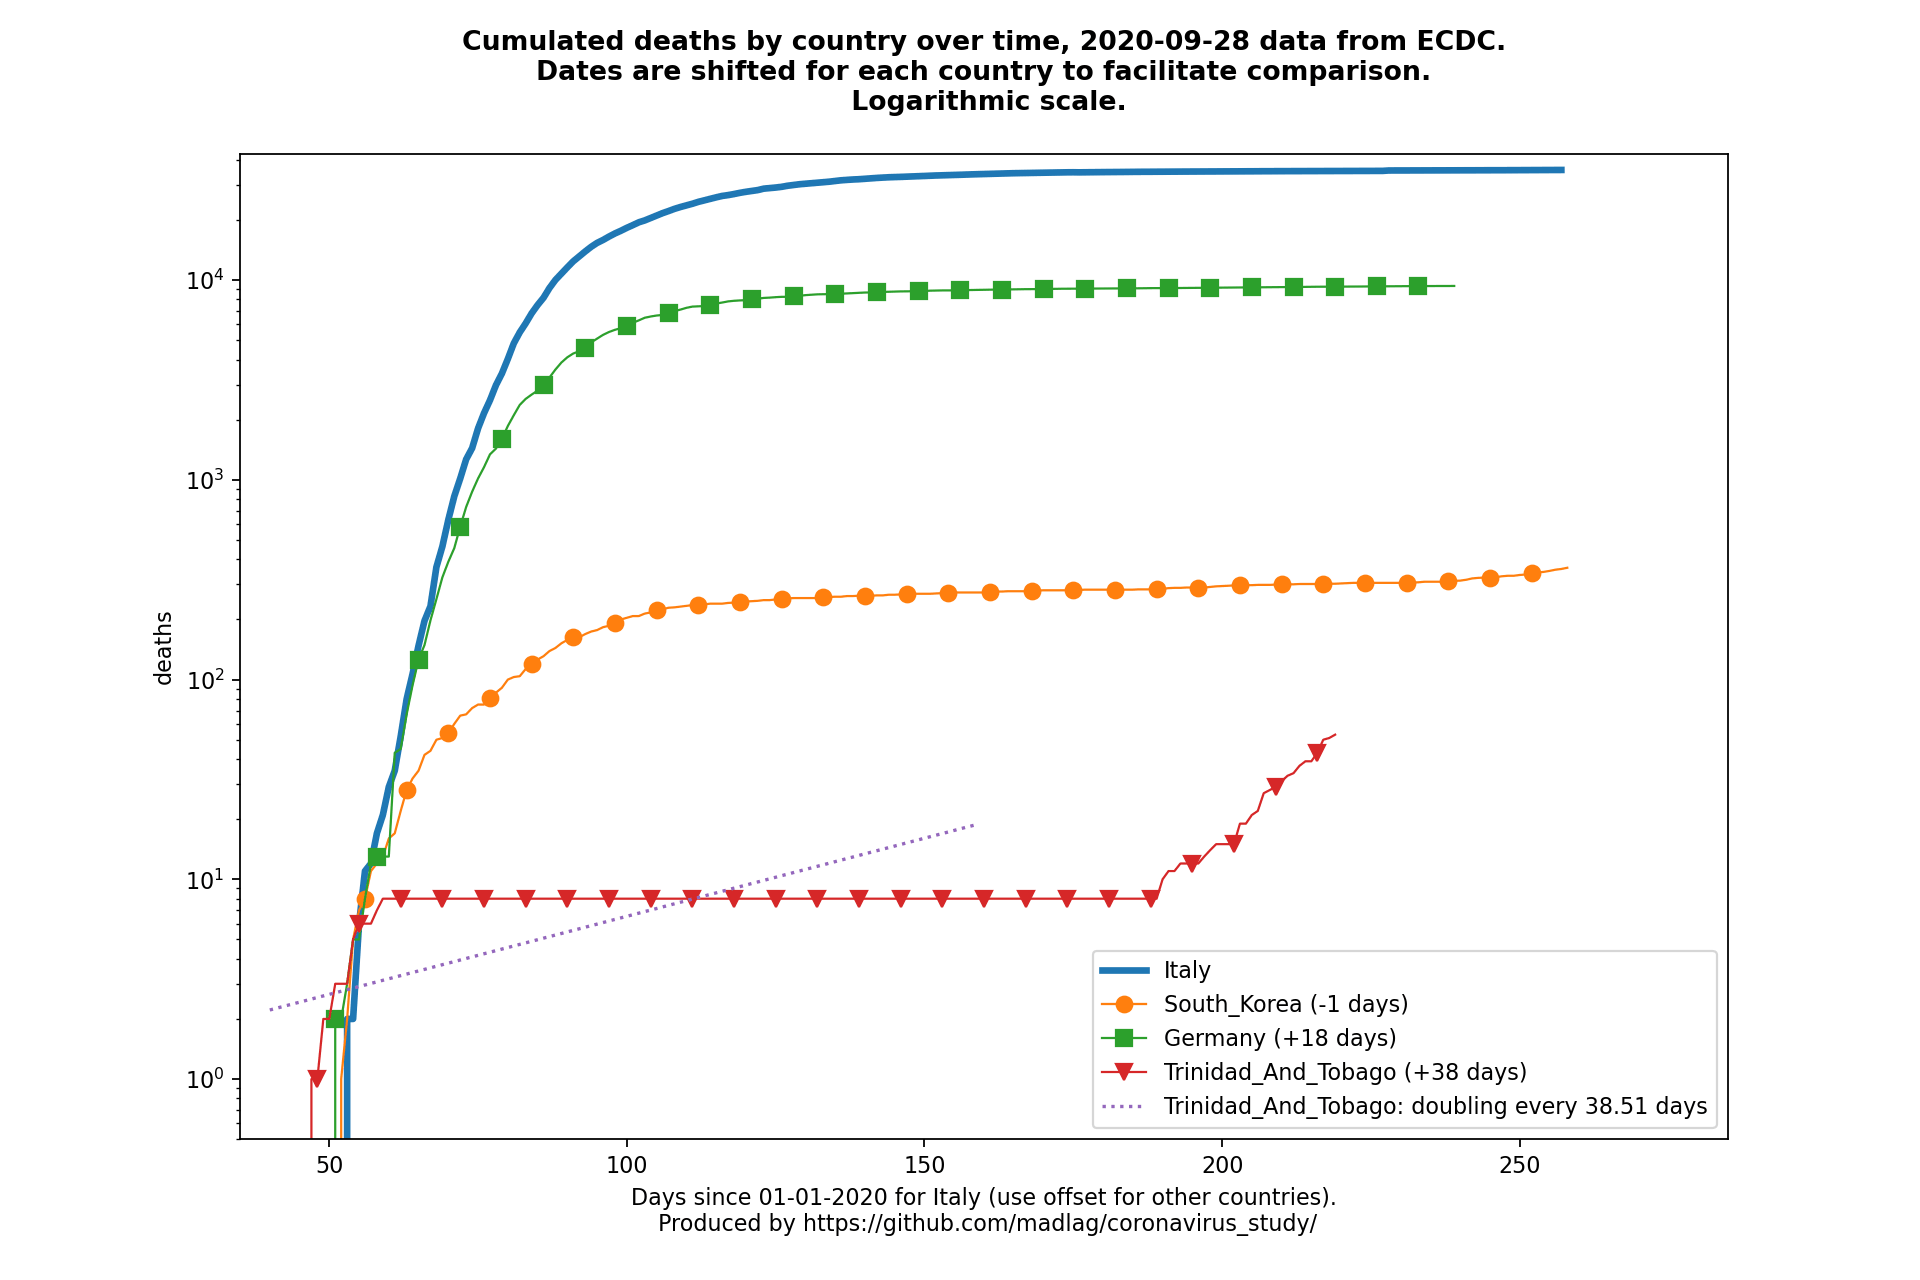 Cumulated deaths by country over time, 2020-09-28 data from ECDC.
Dates are shifted for each country to facilitate comparison.
Logarithmic scale.
10^4
10^3
10^2
10^1
10^0
deaths
Italy
South_Korea (-1 days)
Germany (+18 days)
Trinidad_And_Tobago (+38 days)
Trinidad_And_Tobago: doubling every 38.51 days
50 100 150 200 250
Days since 01-01-2020 for Italy (use offset for other countries).
Produced by https://github.com/madlag/coronavirus_study/